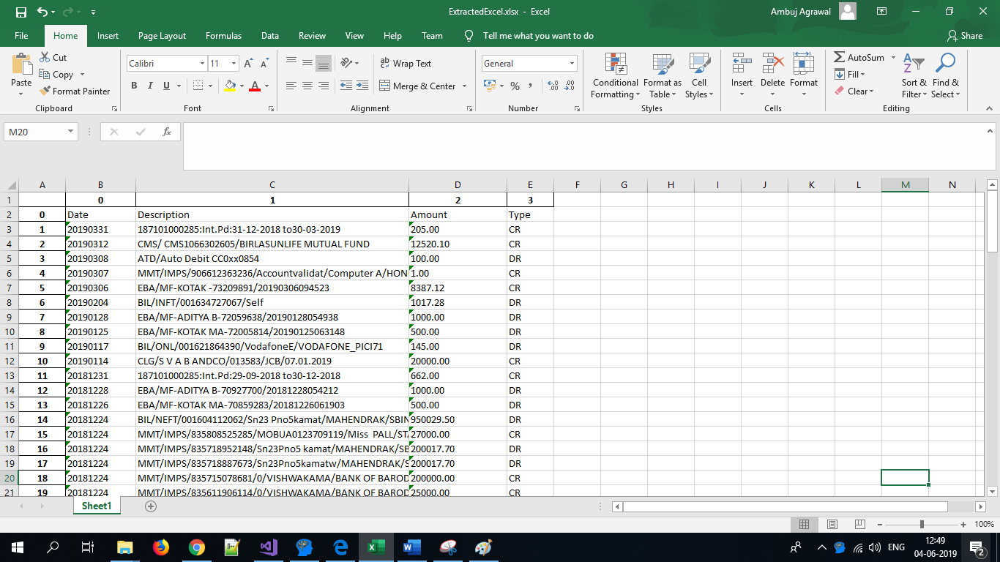 ExtractedExcel.xlsx - Excel
Ambuj Agrawal
File Home Insert Page Layout Formulas Data Review View Help Team Tell me what you want to do Share
Paste
Cut
Copy
Format Painter
Clipboard
Calibri 11
B I U
Font
Wrap Text
Merge & Center
Alignment
General
Number
Conditional Formatting
Format as Table
Cell Styles
Styles
Insert Delete Format
Cells
AutoSum
Fill
Clear
Sort & Filter
Find & Select
Editing
M20 fx
A B C D E F G H I J K L M N
1 0 1 2 3
2 0 Date Description Amount Type
3 1 20190331 187101000285:Int.Pd:31-12-2018 to30-03-2019 205.00 CR
4 2 20190312 CMS/ CMS1066302605/BIRLASUNLIFE MUTUAL FUND 12520.10 CR
5 3 20190308 ATD/Auto Debit CC0xx0854 100.00 DR
6 4 20190307 MMT/IMPS/906612363236/Accountvalidat/Computer A/HON 1.00 CR
7 5 20190306 EBA/MF-KOTAK -73209891/20190306094523 8387.12 CR
8 6 20190204 BIL/INFT/001634727067/Self 1017.28 DR
9 7 20190128 EBA/MF-ADITYA B-72059638/20190128054938 1000.00 DR
10 8 20190125 EBA/MF-KOTAK MA-72005814/20190125063148 500.00 DR
11 9 20190117 BIL/ONL/001621864390/VodafoneE/VODAFONE_PICI71 145.00 DR
12 10 20190114 CLG/S V A B ANDCO/013583/JCB/07.01.2019 20000.00 CR
13 11 20181231 187101000285:Int.Pd:29-09-2018 to30-12-2018 662.00 CR
14 12 20181228 EBA/MF-ADITYA B-70927700/20181228054212 1000.00 DR
15 13 20181226 EBA/MF-KOTAK MA-70859283/20181226061903 500.00 DR
16 14 20181224 BIL/NEFT/001604112062/Sn23 Pno5kamat/MAHENDRAK/SBIN 950029.50 DR
17 15 20181224 MMT/IMPS/835808525285/MOBUA0123709119/Miss PALL/STA 27000.00 CR
18 16 20181224 MMT/IMPS/835718952148/Sn23Pno5 kamat/MAHENDRAK/SB 200017.70 DR
19 17 20181224 MMT/IMPS/835718887673/Sn23Pno5kamatw/MAHENDRAK/S 200017.70 DR
20 18 20181224 MMT/IMPS/835715078681/0/VISHWAKAMA/BANK OF BAROD 200000.00 CR
21 19 20181224 MMT/IMPS/835611906114/0/VISHWAKAMA/BANK OF BAROD 25000.00 CR
Sheet1
100%
ENG
12:49
04-06-2019
2